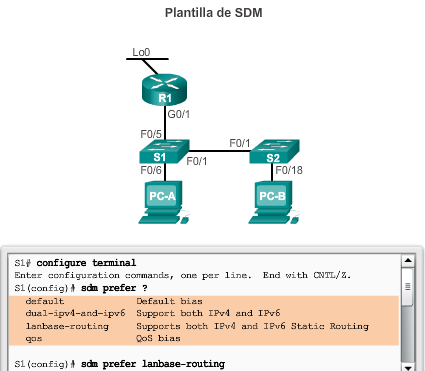 Plantilla de SDM
Lo0
R1
G0/1
F0/5
F0/1
S1
S2
F0/1
F0/6
F0/18
PC-A
PC-B
S1# configure terminal
Enter configuration commands, one per line. End with CNTL/Z.
S1(config)# sdm prefer ?
default Default bias
dual-ipv4-and-ipv6 Support both IPv4 and IPv6
lanbase-routing Supports both IPv4 and IPv6 Static Routing
qos QoS bias
S1(config)# sdm prefer lanbase-routing